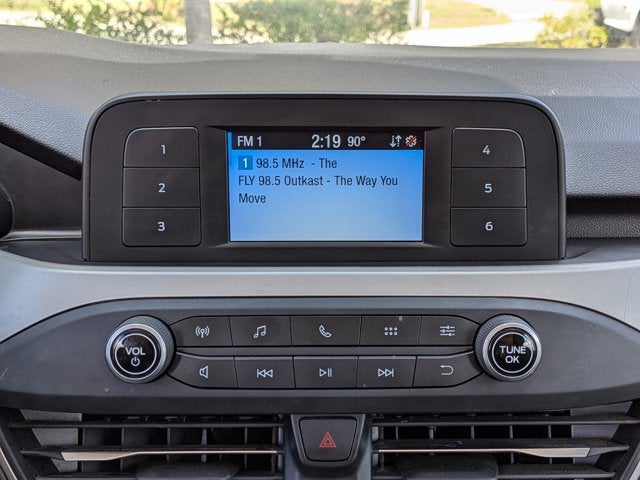 FM 1 2:19 90°
1 98.5 MHz - The
FLY 98.5 Outkast - The Way You
Move
1
2
3
4
5
6
VOL
TUNE
OK